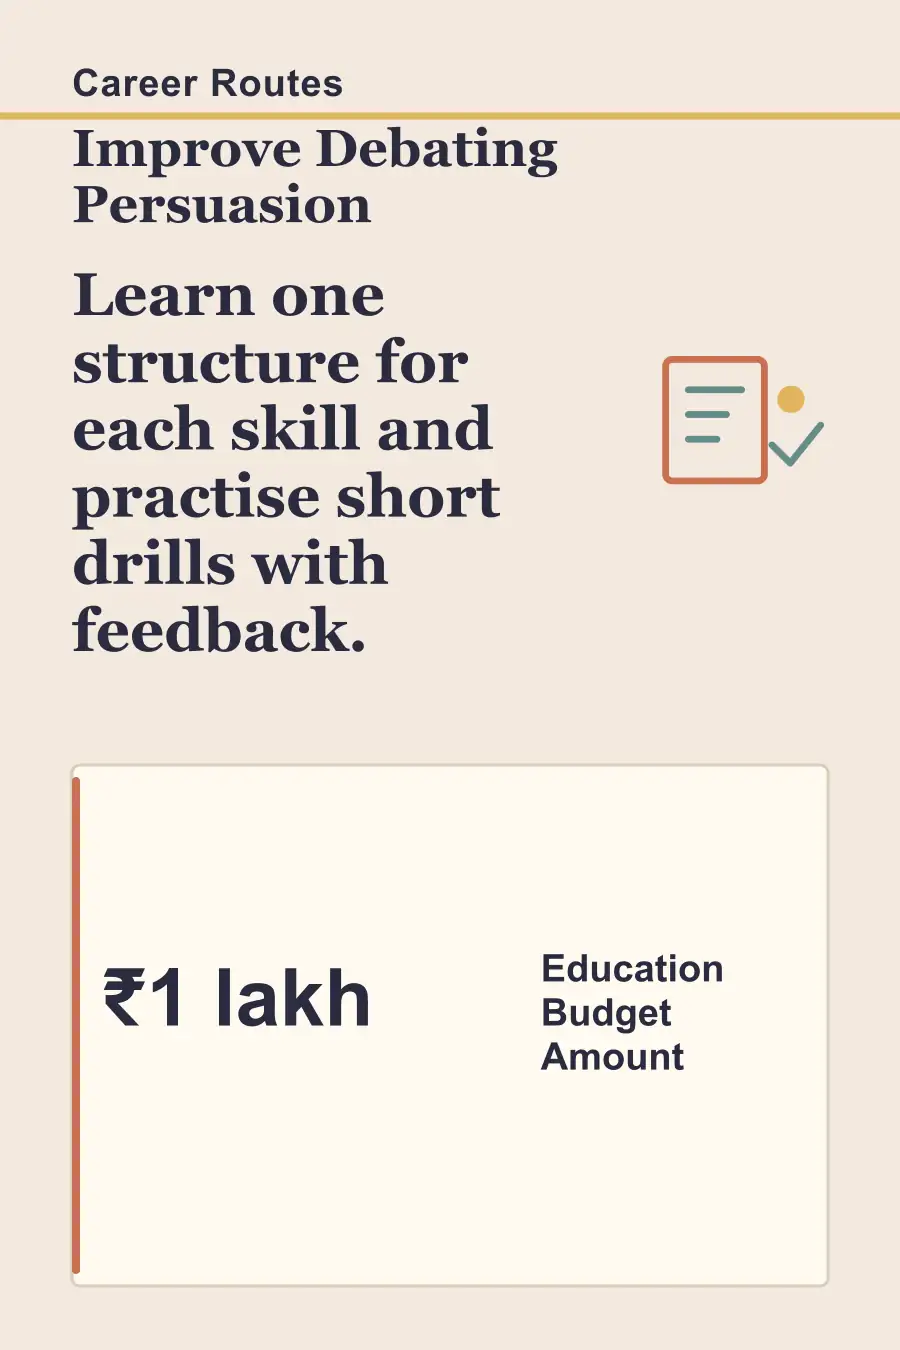 Career Routes
Improve Debating
Persuasion
Learn one
structure for
each skill and
practise short
drills with
feedback.
₹1 lakh
Education
Budget
Amount